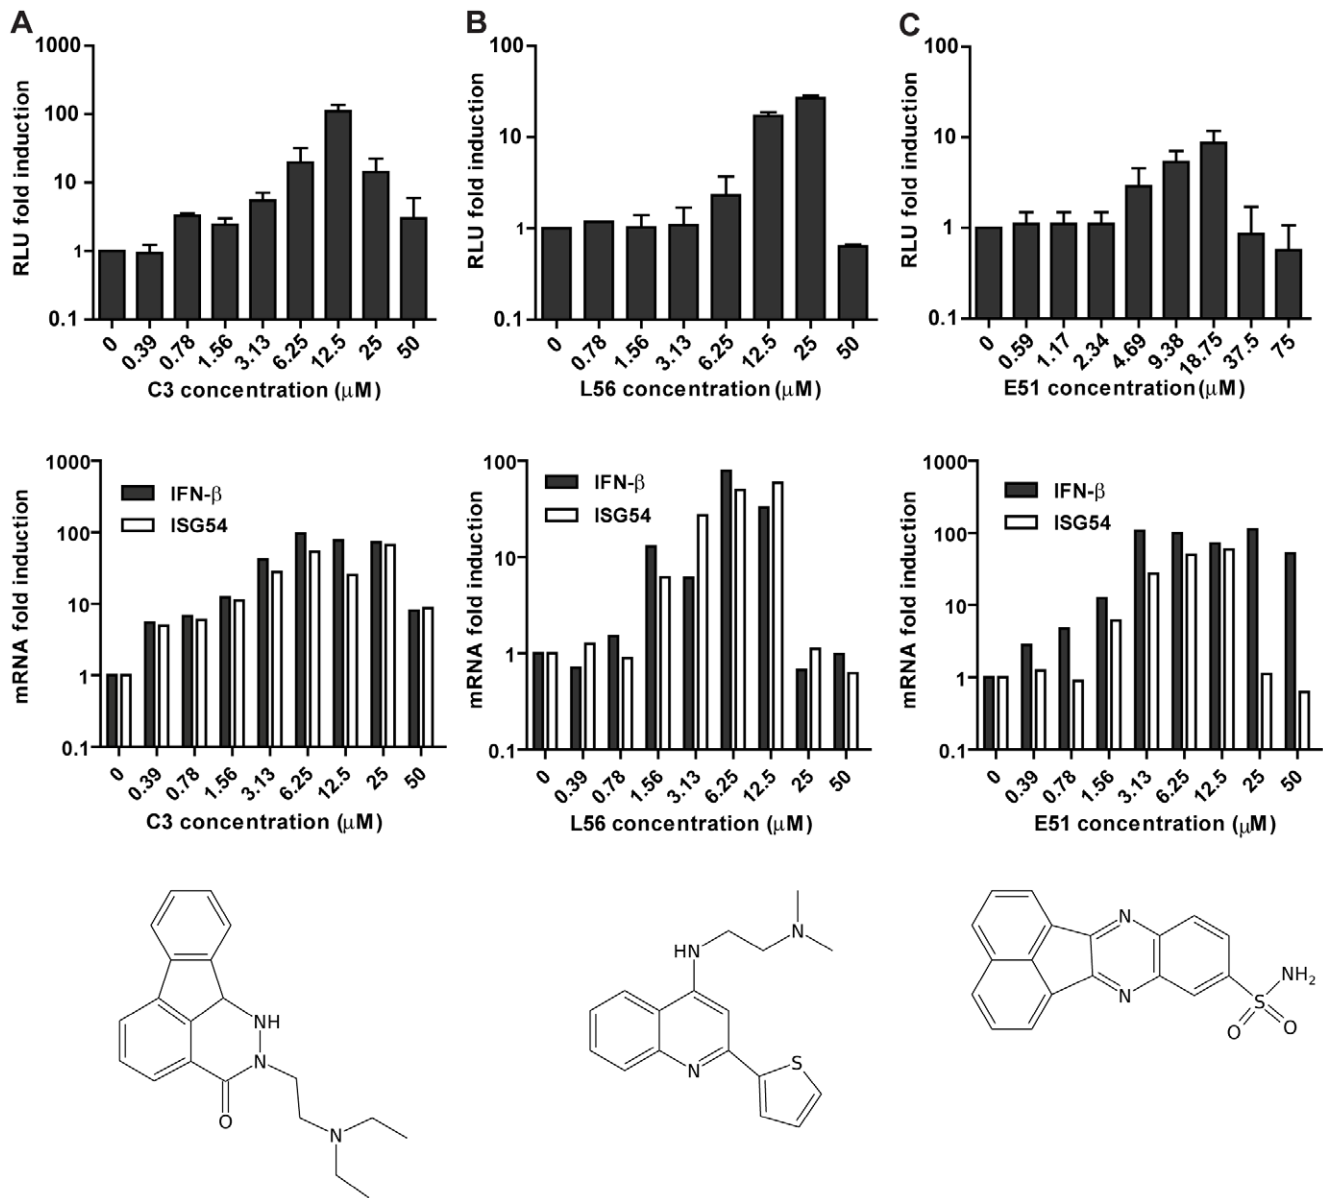 A
B
C
RLU fold induction
1000
100
10
1
0.1
0
0.39
0.78
1.56
3.13
6.25
12.5
25
50
C3 concentration (μM)
RLU fold induction
100
10
1
0.1
0
0.78
1.56
3.13
6.25
12.5
25
50
L56 concentration (μM)
RLU fold induction
100
10
1
0.1
0
0.59
1.17
2.34
4.69
9.38
18.75
37.5
75
E51 concentration (μM)
mRNA fold induction
1000
100
10
1
0.1
IFN-β
ISG54
0
0.39
0.78
1.56
3.13
6.25
12.5
25
50
C3 concentration (μM)
mRNA fold induction
100
10
1
0.1
IFN-β
ISG54
0
0.39
0.78
1.56
3.13
6.25
12.5
25
50
L56 concentration (μM)
mRNA fold induction
1000
100
10
1
0.1
IFN-β
ISG54
0
0.39
0.78
1.56
3.13
6.25
12.5
25
50
E51 concentration (μM)
NH
N
O
N
N
HN
N
S
N
N
NH2
S
O
O